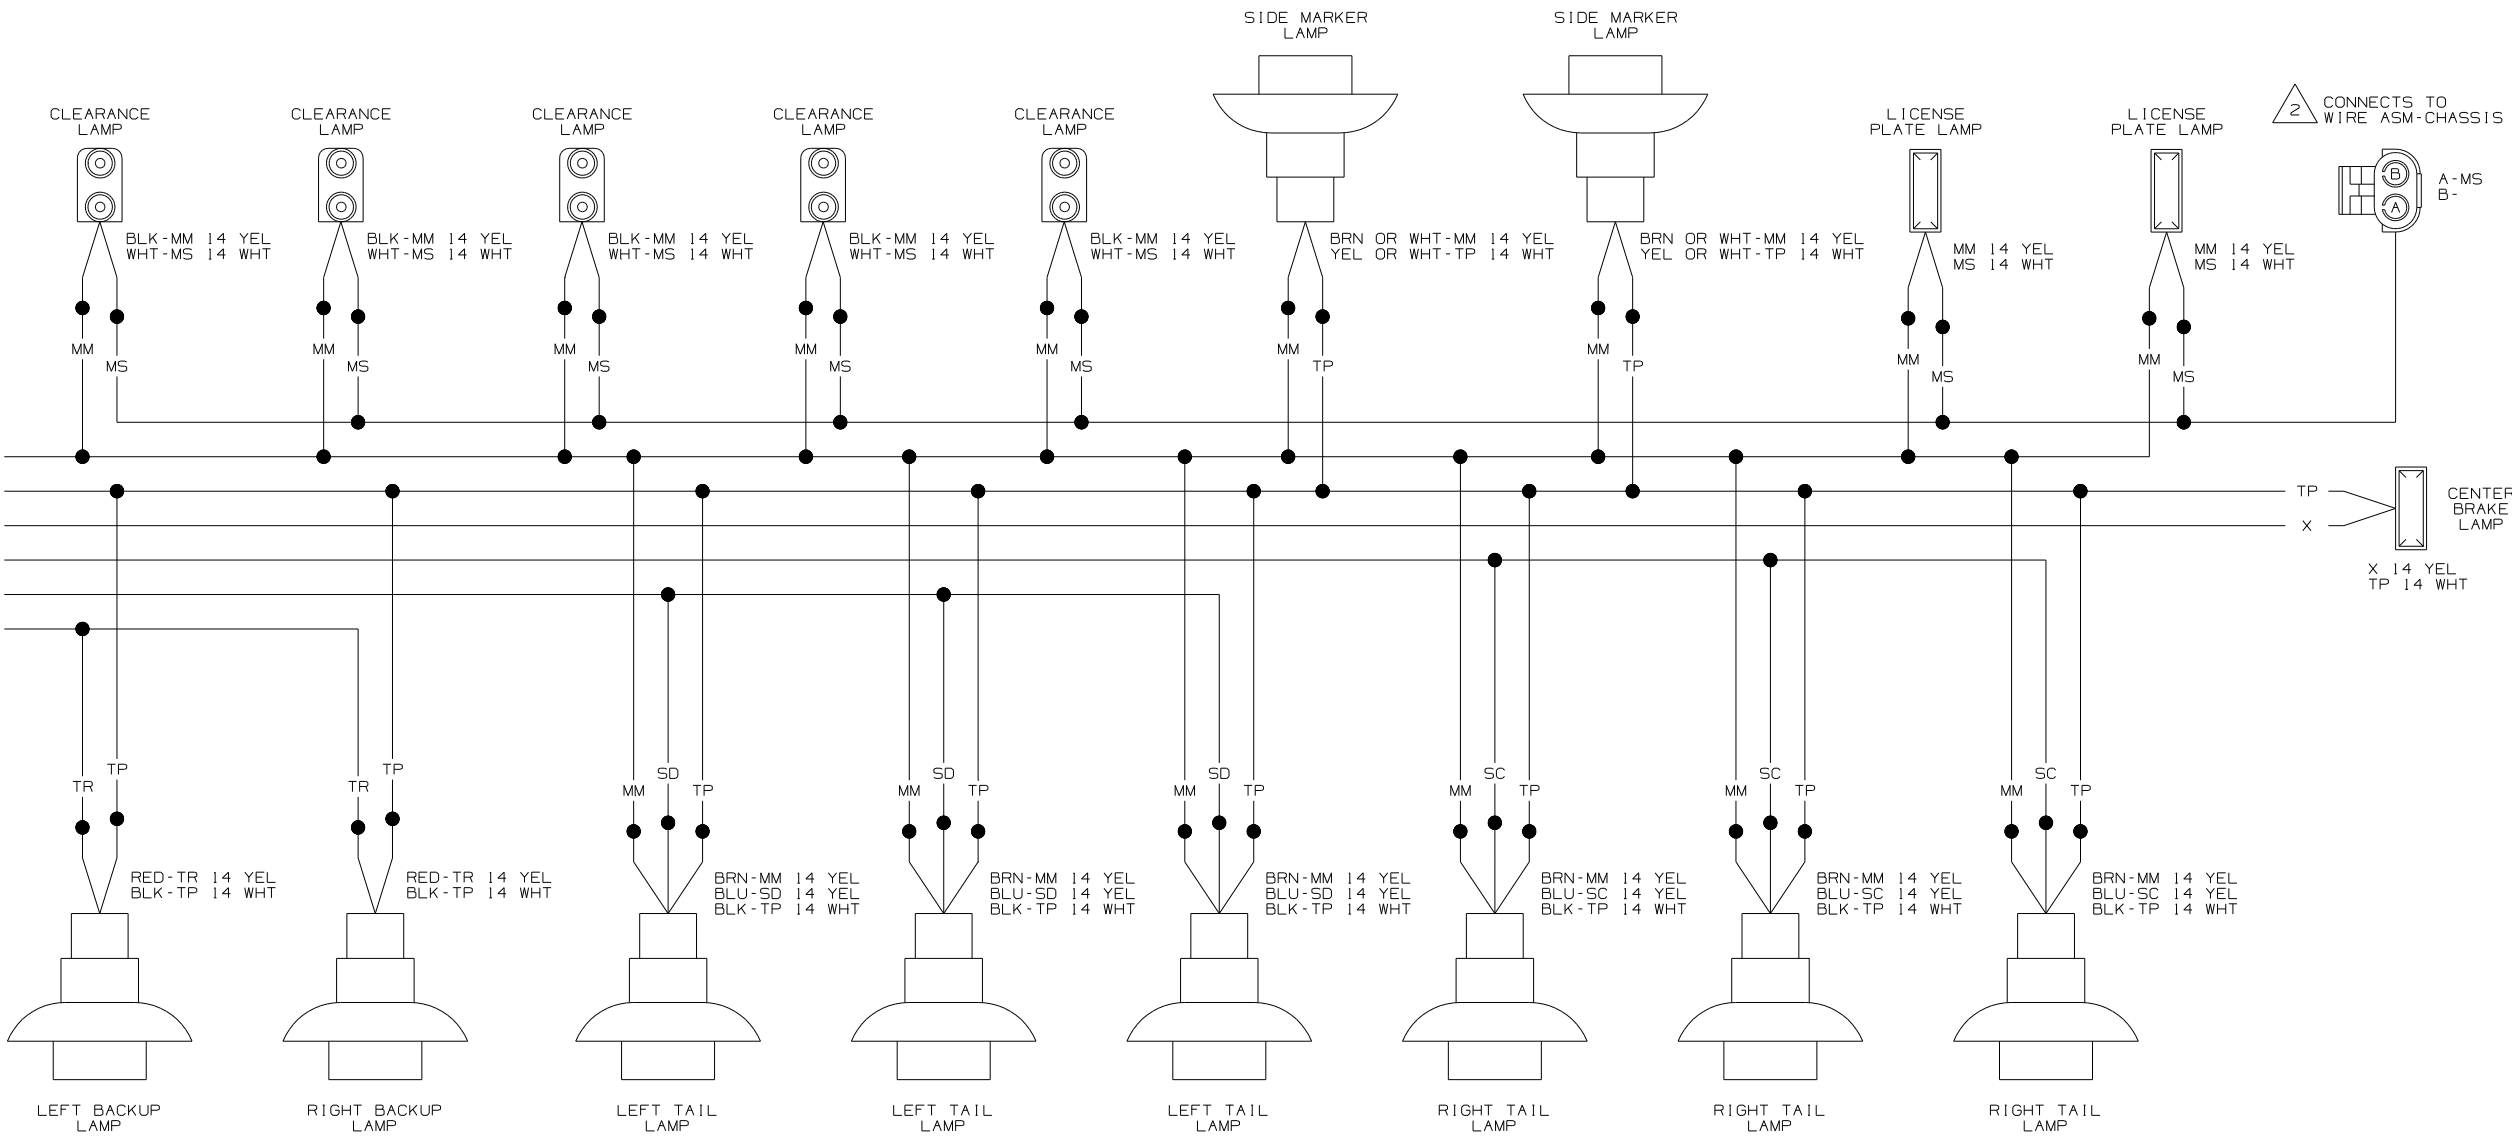 SIDE MARKER
LAMP
SIDE MARKER
LAMP
CLEARANCE
LAMP
CLEARANCE
LAMP
CLEARANCE
LAMP
CLEARANCE
LAMP
CLEARANCE
LAMP
LICENSE
PLATE LAMP
LICENSE
PLATE LAMP
2
CONNECTS TO
WIRE ASM-CHASSIS
B
A
A-MS
B-
BLK-MM 14 YEL
WHT-MS 14 WHT
BLK-MM 14 YEL
WHT-MS 14 WHT
BLK-MM 14 YEL
WHT-MS 14 WHT
BLK-MM 14 YEL
WHT-MS 14 WHT
BLK-MM 14 YEL
WHT-MS 14 WHT
BRN OR WHT-MM 14 YEL
YEL OR WHT-TP 14 WHT
BRN OR WHT-MM 14 YEL
YEL OR WHT-TP 14 WHT
MM 14 YEL
MS 14 WHT
MM 14 YEL
MS 14 WHT
MM
MS
MM
MS
MM
MS
MM
MS
MM
MS
MM
TP
MM
TP
MM
MS
MM
MS
TP
X
CENTER
BRAKE
LAMP
X 14 YEL
TP 14 WHT
TR
TP
TR
TP
MM
SD
TP
MM
SD
TP
MM
SD
TP
MM
SC
TP
MM
SC
TP
MM
SC
TP
RED-TR 14 YEL
BLK-TP 14 WHT
RED-TR 14 YEL
BLK-TP 14 WHT
BRN-MM 14 YEL
BLU-SD 14 YEL
BLK-TP 14 WHT
BRN-MM 14 YEL
BLU-SD 14 YEL
BLK-TP 14 WHT
BRN-MM 14 YEL
BLU-SD 14 YEL
BLK-TP 14 WHT
BRN-MM 14 YEL
BLU-SC 14 YEL
BLK-TP 14 WHT
BRN-MM 14 YEL
BLU-SC 14 YEL
BLK-TP 14 WHT
BRN-MM 14 YEL
BLU-SC 14 YEL
BLK-TP 14 WHT
LEFT BACKUP
LAMP
RIGHT BACKUP
LAMP
LEFT TAIL
LAMP
LEFT TAIL
LAMP
LEFT TAIL
LAMP
RIGHT TAIL
LAMP
RIGHT TAIL
LAMP
RIGHT TAIL
LAMP